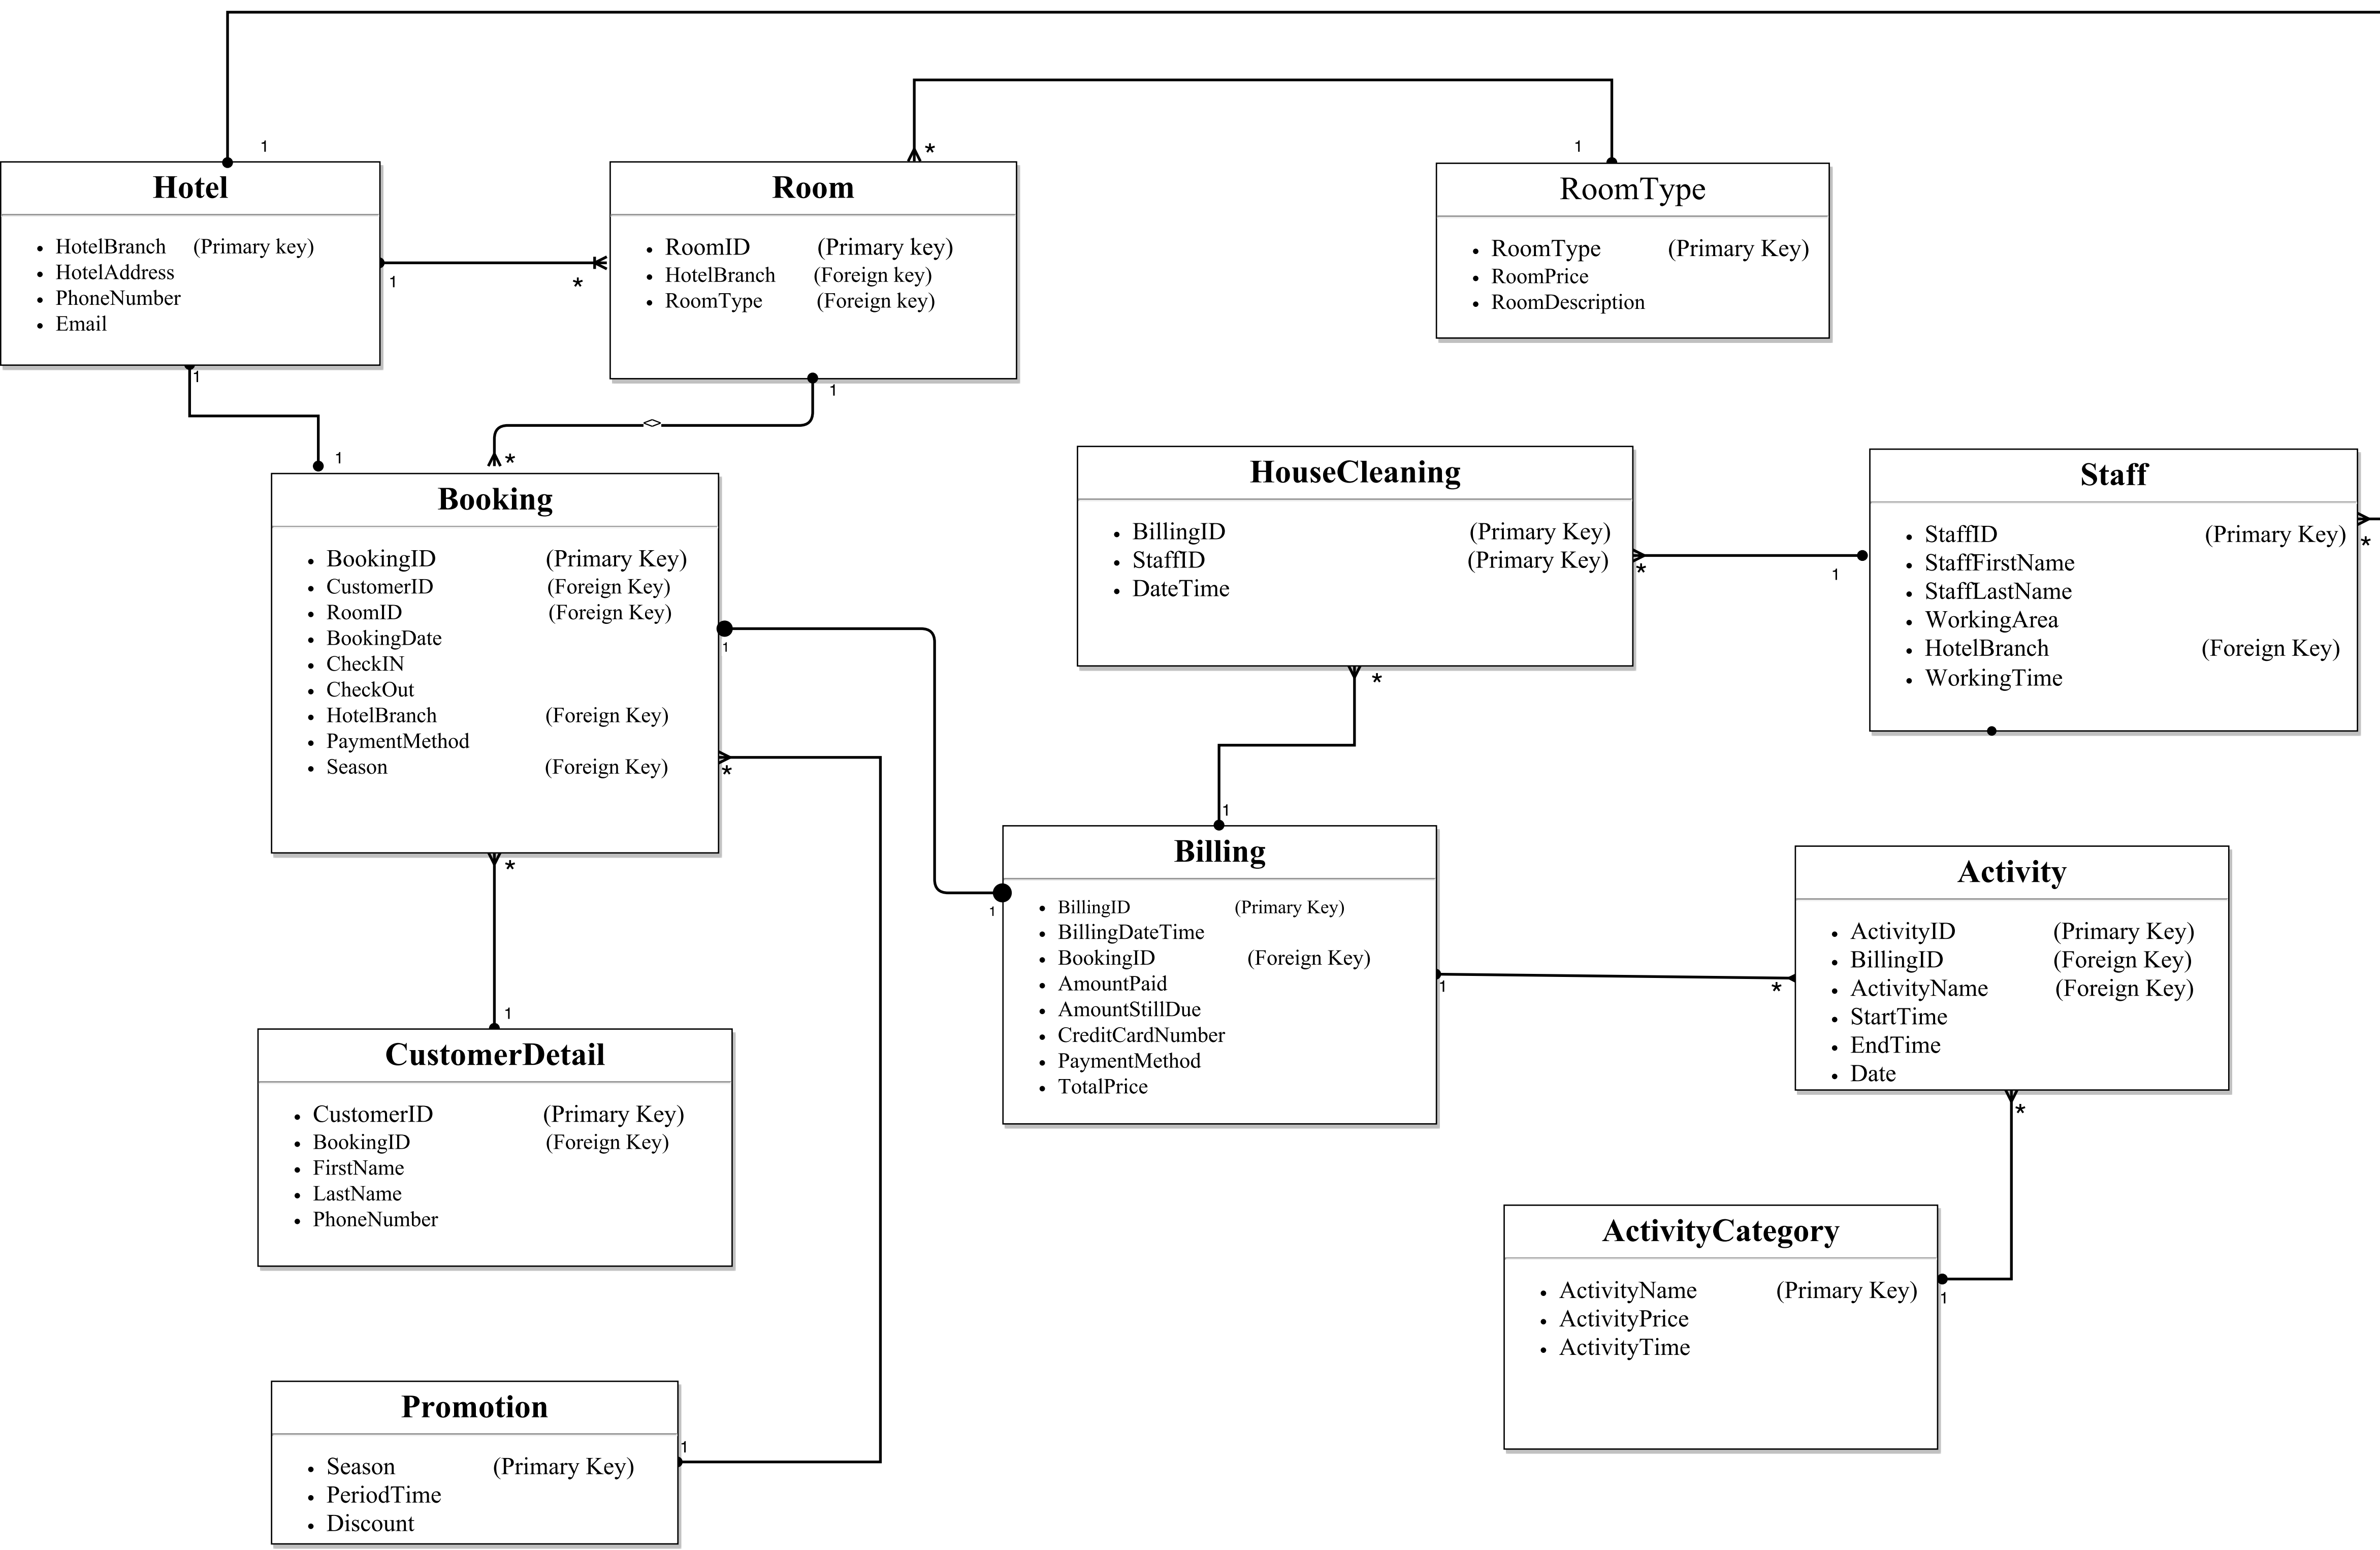 1
Hotel
• HotelBranch (Primary key)
• HotelAddress
• PhoneNumber
• Email
1
*
1
*
Room
• RoomID (Primary key)
• HotelBranch (Foreign key)
• RoomType (Foreign key)
1
1
RoomType
• RoomType (Primary Key)
• RoomPrice
• RoomDescription
<>
1
*
Booking
• BookingID (Primary Key)
• CustomerID (Foreign Key)
• RoomID (Foreign Key)
• BookingDate
• CheckIN
• CheckOut
• HotelBranch (Foreign Key)
• PaymentMethod
• Season (Foreign Key)
1
*
*
HouseCleaning
• BillingID (Primary Key)
• StaffID (Primary Key)
• DateTime
*
1
*
Staff
• StaffID (Primary Key)
• StaffFirstName
• StaffLastName
• WorkingArea
• HotelBranch (Foreign Key)
• WorkingTime
*
1
1
Billing
• BillingID (Primary Key)
• BillingDateTime
• BookingID (Foreign Key)
• AmountPaid
• AmountStillDue
• CreditCardNumber
• PaymentMethod
• TotalPrice
1
*
Activity
• ActivityID (Primary Key)
• BillingID (Foreign Key)
• ActivityName (Foreign Key)
• StartTime
• EndTime
• Date
*
1
CustomerDetail
• CustomerID (Primary Key)
• BookingID (Foreign Key)
• FirstName
• LastName
• PhoneNumber
ActivityCategory
• ActivityName (Primary Key)
• ActivityPrice
• ActivityTime
1
Promotion
• Season (Primary Key)
• PeriodTime
• Discount
1